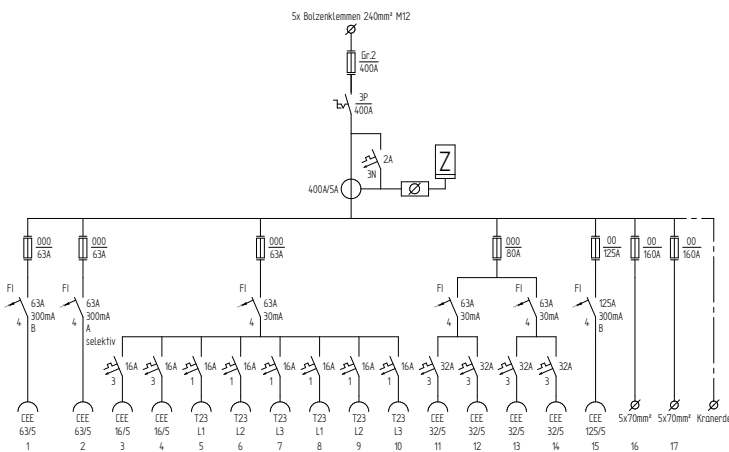 5x Bolzenklemmen 240mm² M12
Gr.2
400A
3P
400A
2A
3N
Z
400A/5A
000
63A
000
63A
000
63A
000
80A
00
125A
00
160A
00
160A
FI
63A
300mA
4
B
FI
63A
300mA
4
A
selektiv
FI
63A
30mA
4
FI
63A
30mA
4
FI
63A
30mA
4
FI
125A
300mA
4
B
16A
3
16A
3
16A
1
16A
1
16A
1
16A
1
16A
1
16A
1
32A
3
32A
3
32A
3
32A
3
CEE CEE CEE CEE T23 T23 T23 T23 T23 T23 CEE CEE CEE CEE CEE 5x70mm² 5x70mm² Kranerde
63/5 63/5 16/5 16/5 L1 L2 L3 L1 L2 L3 32/5 32/5 32/5 32/5 125/5
1 2 3 4 5 6 7 8 9 10 11 12 13 14 15 16 17